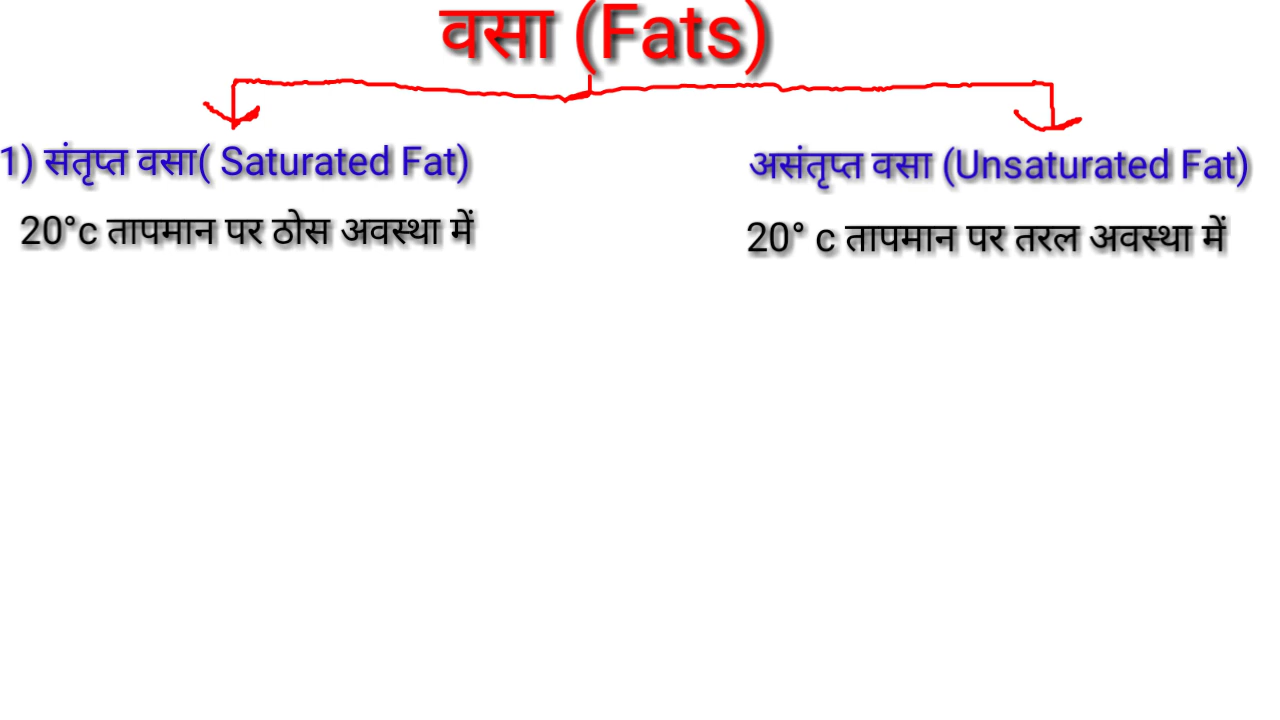 वसा (Fats)
1) संतृप्त वसा( Saturated Fat)
20°c तापमान पर ठोस अवस्था में
असंतृप्त वसा (Unsaturated Fat)
20° c तापमान पर तरल अवस्था में